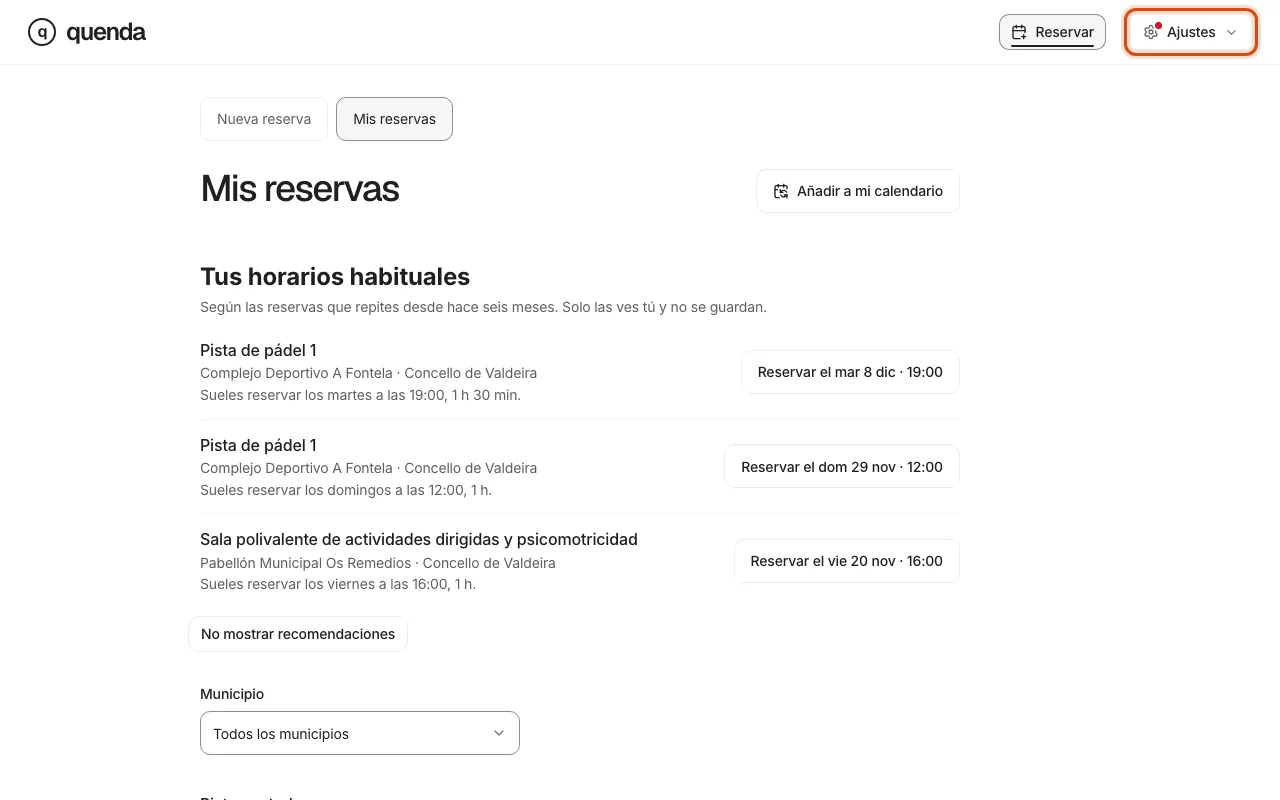 q quenda
Reservar
Ajustes
Nueva reserva
Mis reservas
Mis reservas
Añadir a mi calendario
Tus horarios habituales
Según las reservas que repites desde hace seis meses. Solo las ves tú y no se guardan.
Pista de pádel 1
Complejo Deportivo A Fontela · Concello de Valdeira
Sueles reservar los martes a las 19:00, 1 h 30 min.
Reservar el mar 8 dic · 19:00
Pista de pádel 1
Complejo Deportivo A Fontela · Concello de Valdeira
Sueles reservar los domingos a las 12:00, 1 h.
Reservar el dom 29 nov · 12:00
Sala polivalente de actividades dirigidas y psicomotricidad
Pabellón Municipal Os Remedios · Concello de Valdeira
Sueles reservar los viernes a las 16:00, 1 h.
Reservar el vie 20 nov · 16:00
No mostrar recomendaciones
Municipio
Todos los municipios